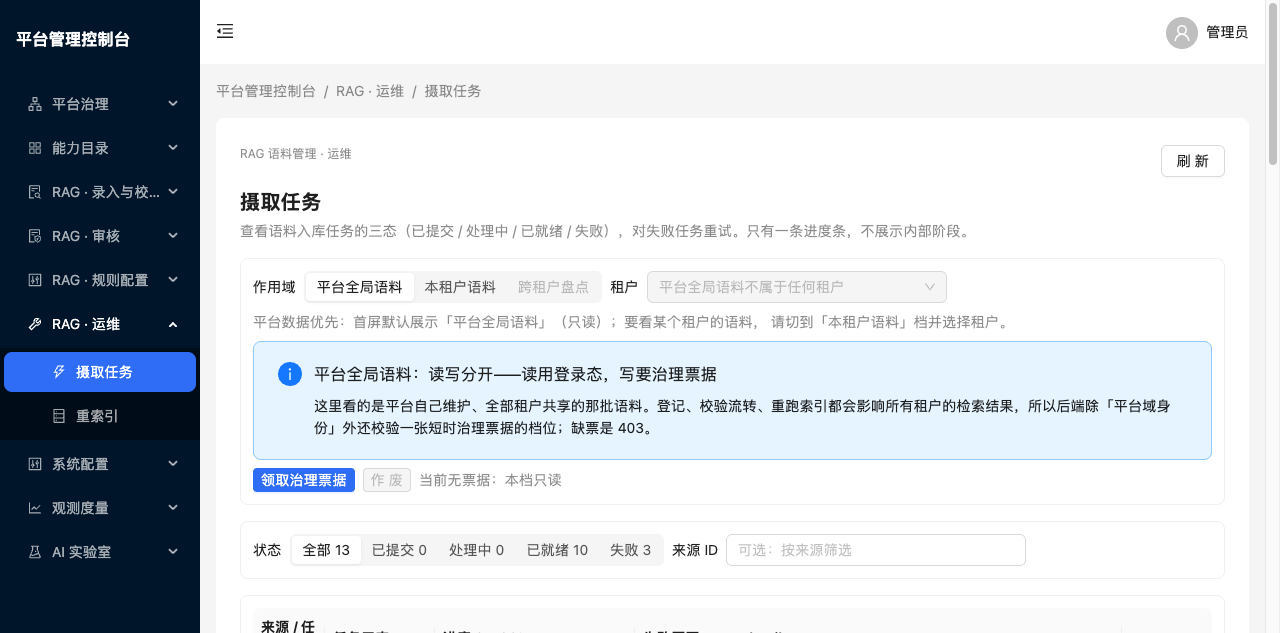 平台管理控制台
管理员
平台治理
能力目录
RAG · 录入与校...
RAG · 审核
RAG · 规则配置
RAG · 运维
摄取任务
重索引
系统配置
观测度量
AI 实验室
平台管理控制台 / RAG · 运维 / 摄取任务
RAG 语料管理 · 运维
刷 新
摄取任务
查看语料入库任务的三态（已提交 / 处理中 / 已就绪 / 失败），对失败任务重试。只有一条进度条，不展示内部阶段。
作用域 平台全局语料 本租户语料 跨租户盘点 租户 平台全局语料不属于任何租户
平台数据优先：首屏默认展示「平台全局语料」（只读）；要看某个租户的语料， 请切到「本租户语料」档并选择租户。
平台全局语料：读写分开——读用登录态，写要治理票据
这里看的是平台自己维护、全部租户共享的那批语料。登记、校验流转、重跑索引都会影响所有租户的检索结果，所以后端除「平台域身
份」外还校验一张短时治理票据的档位；缺票是 403。
领取治理票据 作 废 当前无票据：本档只读
状态 全部 13 已提交 0 处理中 0 已就绪 10 失败 3 来源 ID 可选：按来源筛选
来源 / 任